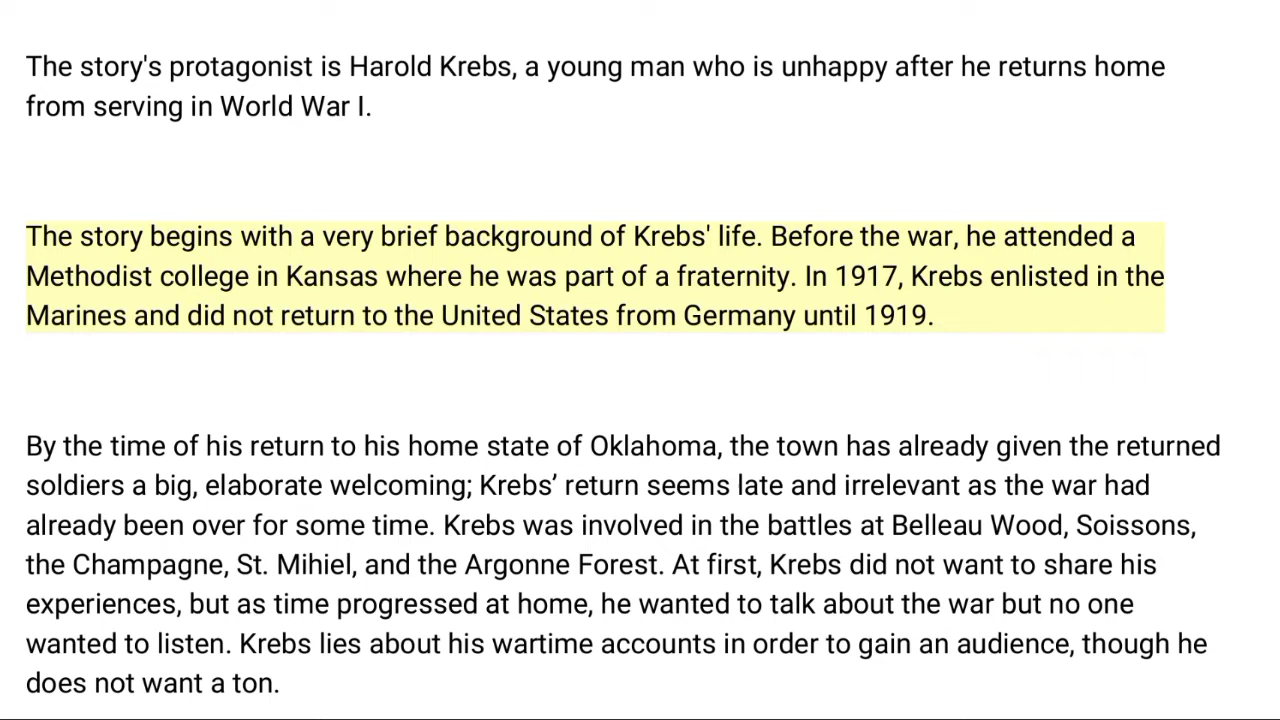 The story's protagonist is Harold Krebs, a young man who is unhappy after he returns home
from serving in World War I.
The story begins with a very brief background of Krebs' life. Before the war, he attended a
Methodist college in Kansas where he was part of a fraternity. In 1917, Krebs enlisted in the
Marines and did not return to the United States from Germany until 1919.
By the time of his return to his home state of Oklahoma, the town has already given the returned
soldiers a big, elaborate welcoming; Krebs’ return seems late and irrelevant as the war had
already been over for some time. Krebs was involved in the battles at Belleau Wood, Soissons,
the Champagne, St. Mihiel, and the Argonne Forest. At first, Krebs did not want to share his
experiences, but as time progressed at home, he wanted to talk about the war but no one
wanted to listen. Krebs lies about his wartime accounts in order to gain an audience, though he
does not want a ton.